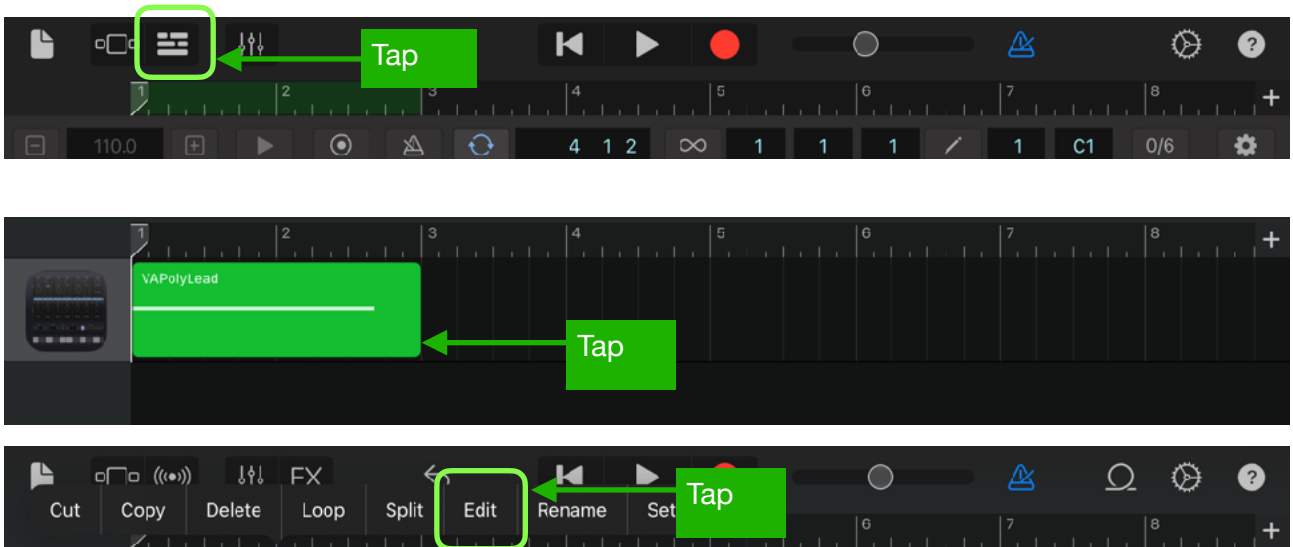 Tap
?
1 2 3 4 5 6 7 8 +
110.0 4 1 2 1 1 1 1 C1 0/6
1 2 3 4 5 6 7 8 +
VAPolyLead
Tap
FX ?
Tap
Cut Copy Delete Loop Split Edit Rename Set
6 7 8 +